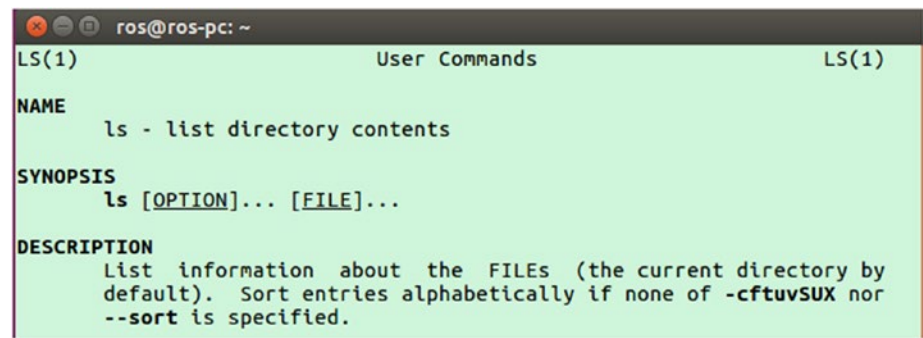 ros@ros-pc: ~
LS(1) User Commands LS(1)
NAME
ls - list directory contents
SYNOPSIS
ls [OPTION]... [FILE]...
DESCRIPTION
List information about the FILEs (the current directory by
default). Sort entries alphabetically if none of -cftuvSUX nor
--sort is specified.